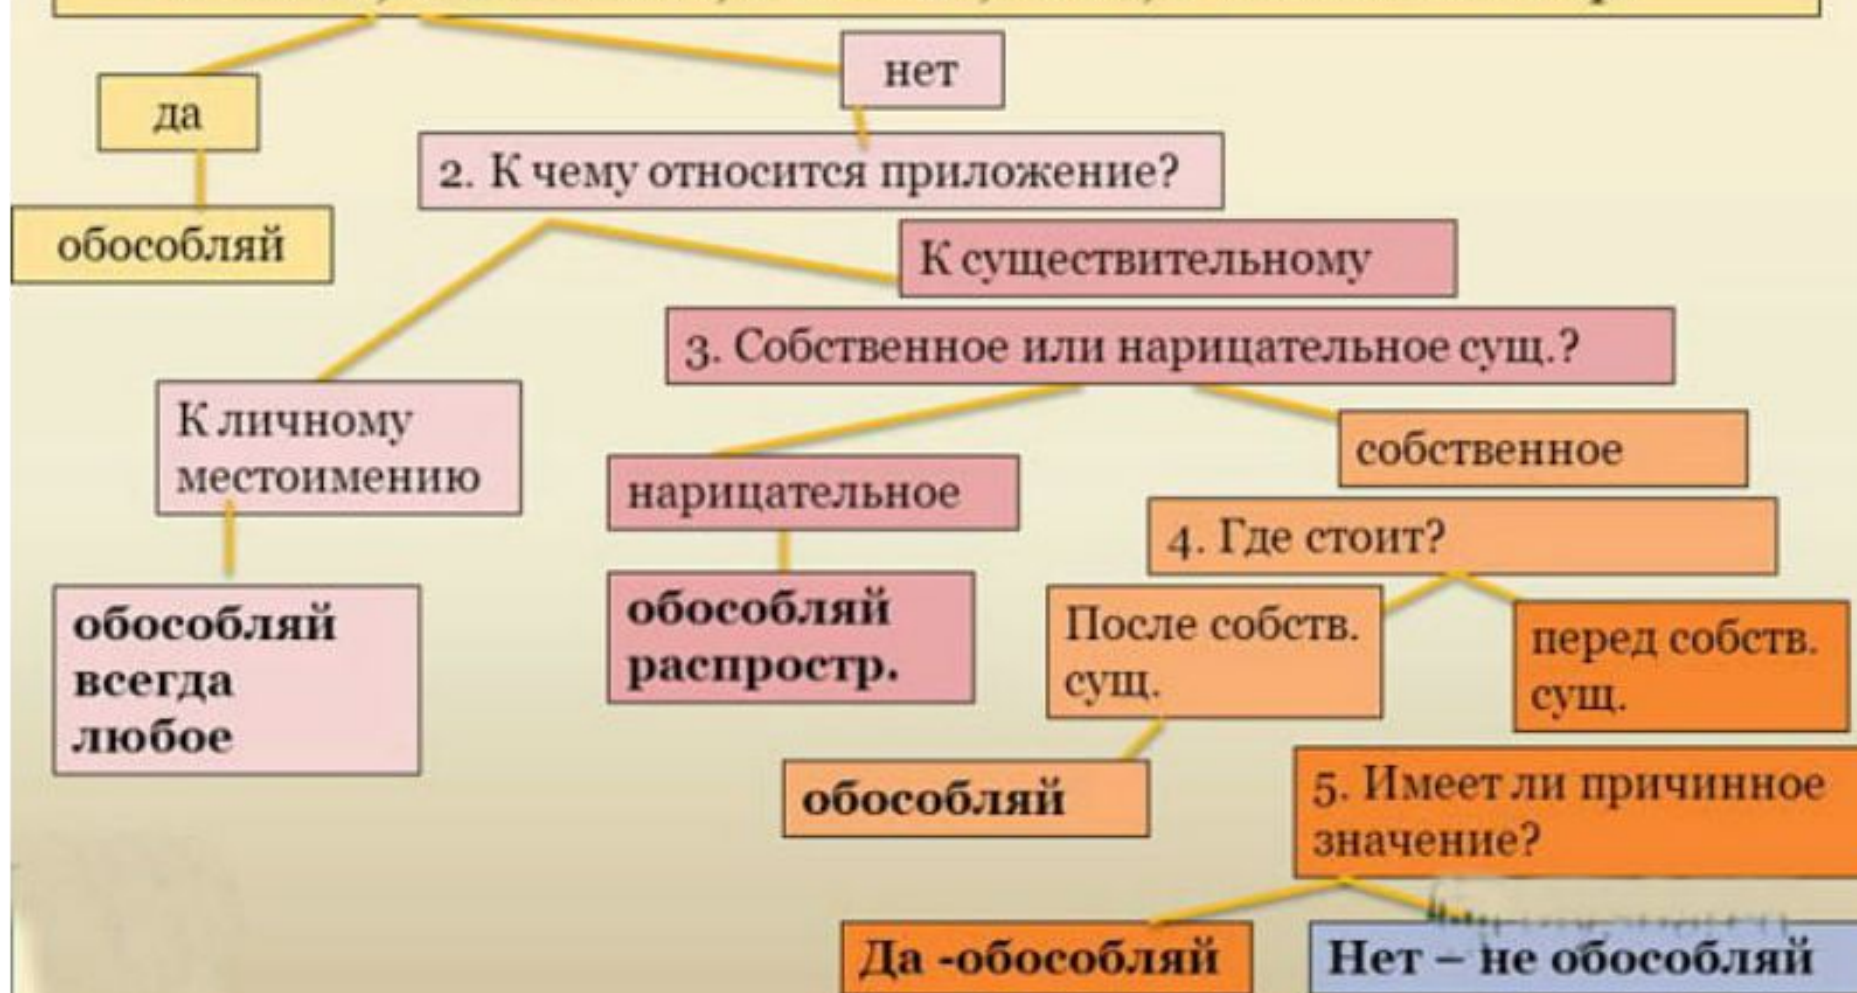 нет
да
2. К чему относится приложение?
обособляй
К существительному
3. Собственное или нарицательное сущ.?
К личному
местоимению
собственное
нарицательное
4. Где стоит?
обособляй
всегда
любое
обособляй
распростр.
После собств.
сущ.
перед собств.
сущ.
обособляй
5. Имеет ли причинное
значение?
Да -обособляй
Нет – не обособляй